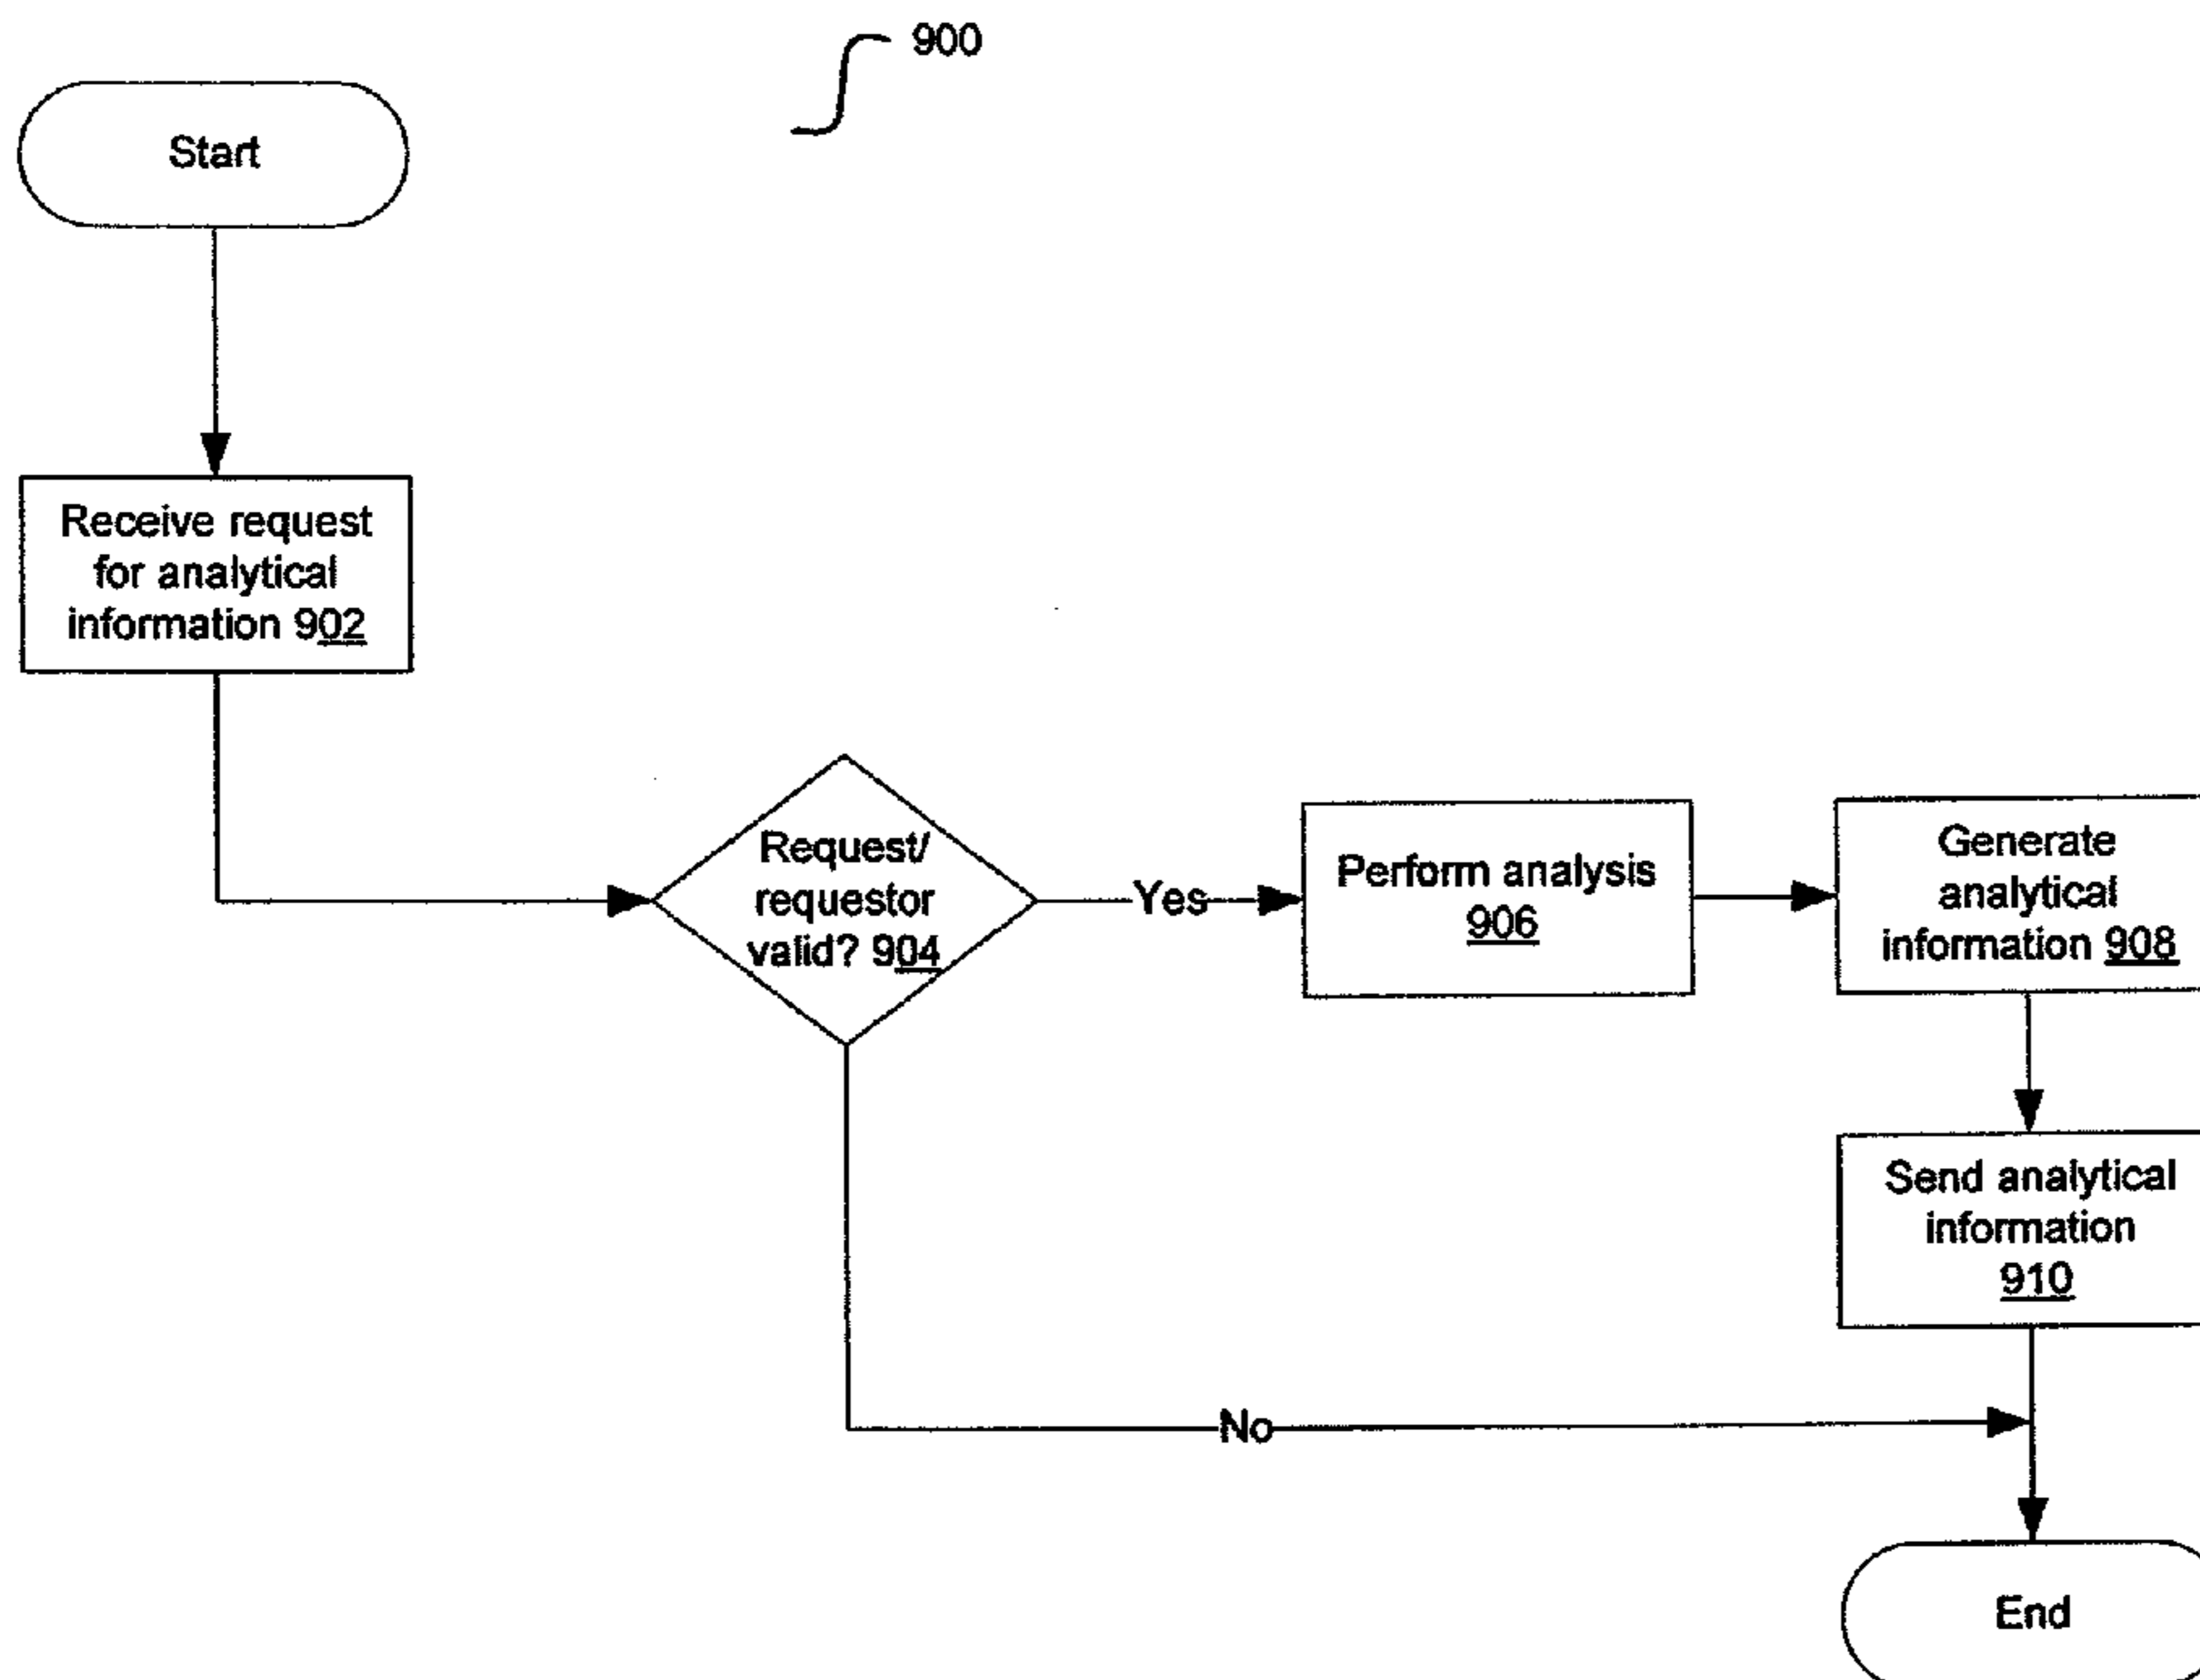 900
Start
Receive request
for analytical
information 902
Request/
requestor
valid? 904
Yes
Perform analysis
906
Generate
analytical
information 908
Send analytical
information
910
No
End